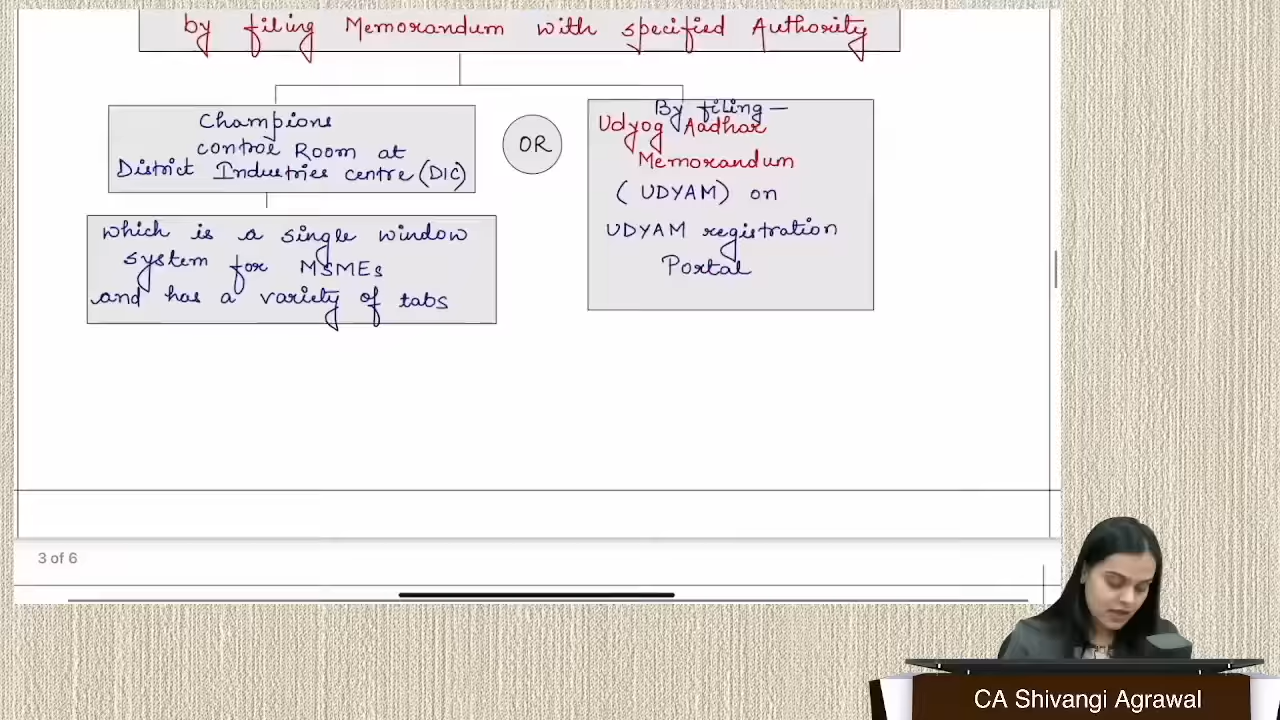 by filing Memorandum with specified Authority
Champions
control Room at
District Industries centre (DIC)
OR
By filing —
Udyog Aadhar
Memorandum
( UDYAM) on
UDYAM registration
Portal
which is a single window
system for MSMEs
and has a variety of tabs
3 of 6
CA Shivangi Agrawal